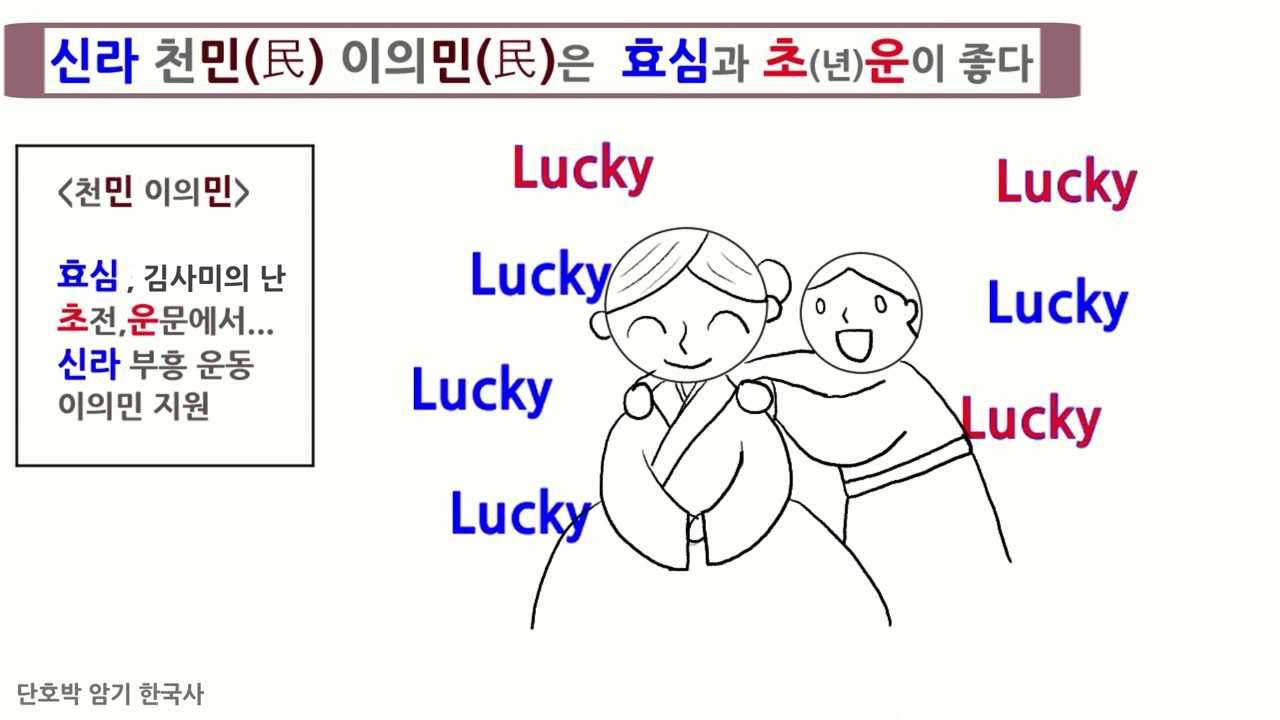 신라 천민(民) 이의민(民)은 효심과 초(년)운이 좋다
<천민 이의민>
효심 , 김사미의 난
초전,운문에서...
신라 부흥 운동
이의민 지원
Lucky
Lucky
Lucky
Lucky
Lucky
Lucky
Lucky
단호박 암기 한국사